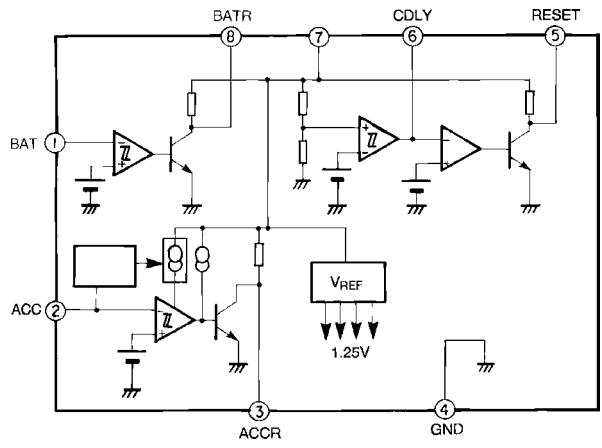 BATR
CDLY
RESET
8
7
6
5
BAT
1
ACC
2
VREF
1.25V
3
4
ACCR
GND